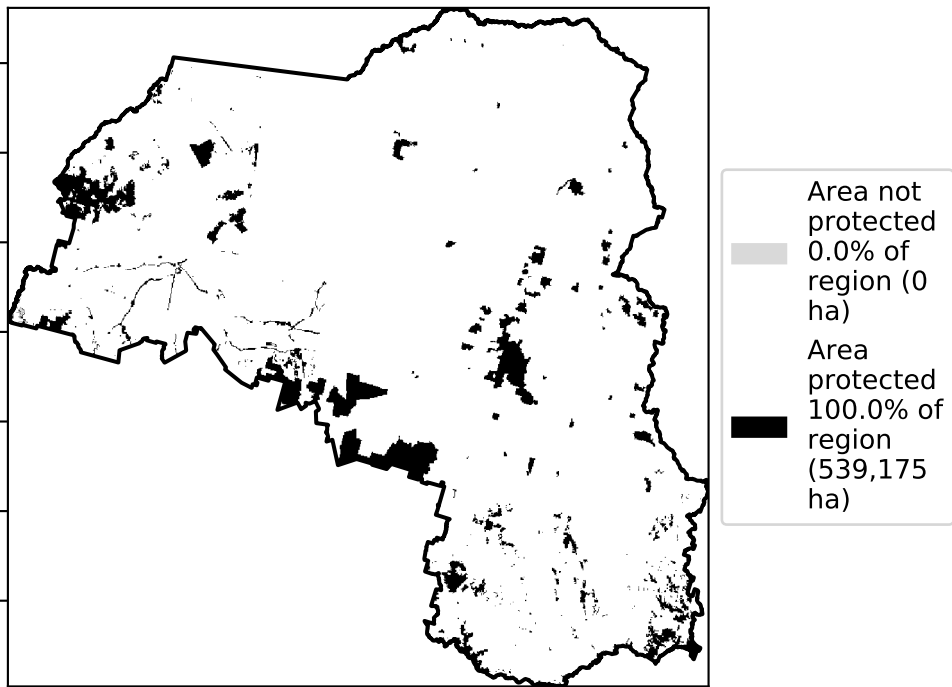 Area not
protected
0.0% of
region (0
ha)
Area
protected
100.0% of
region
(539,175
ha)